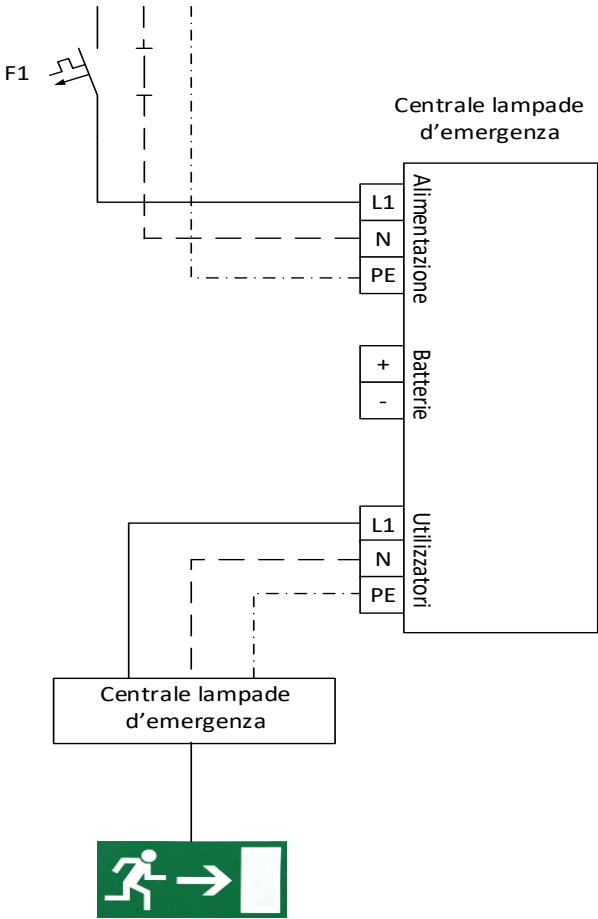 F1
Centrale lampade
d'emergenza
L1
N
PE
Alimentazione
+
-
Batterie
L1
N
PE
Utilizzatori
Centrale lampade
d'emergenza